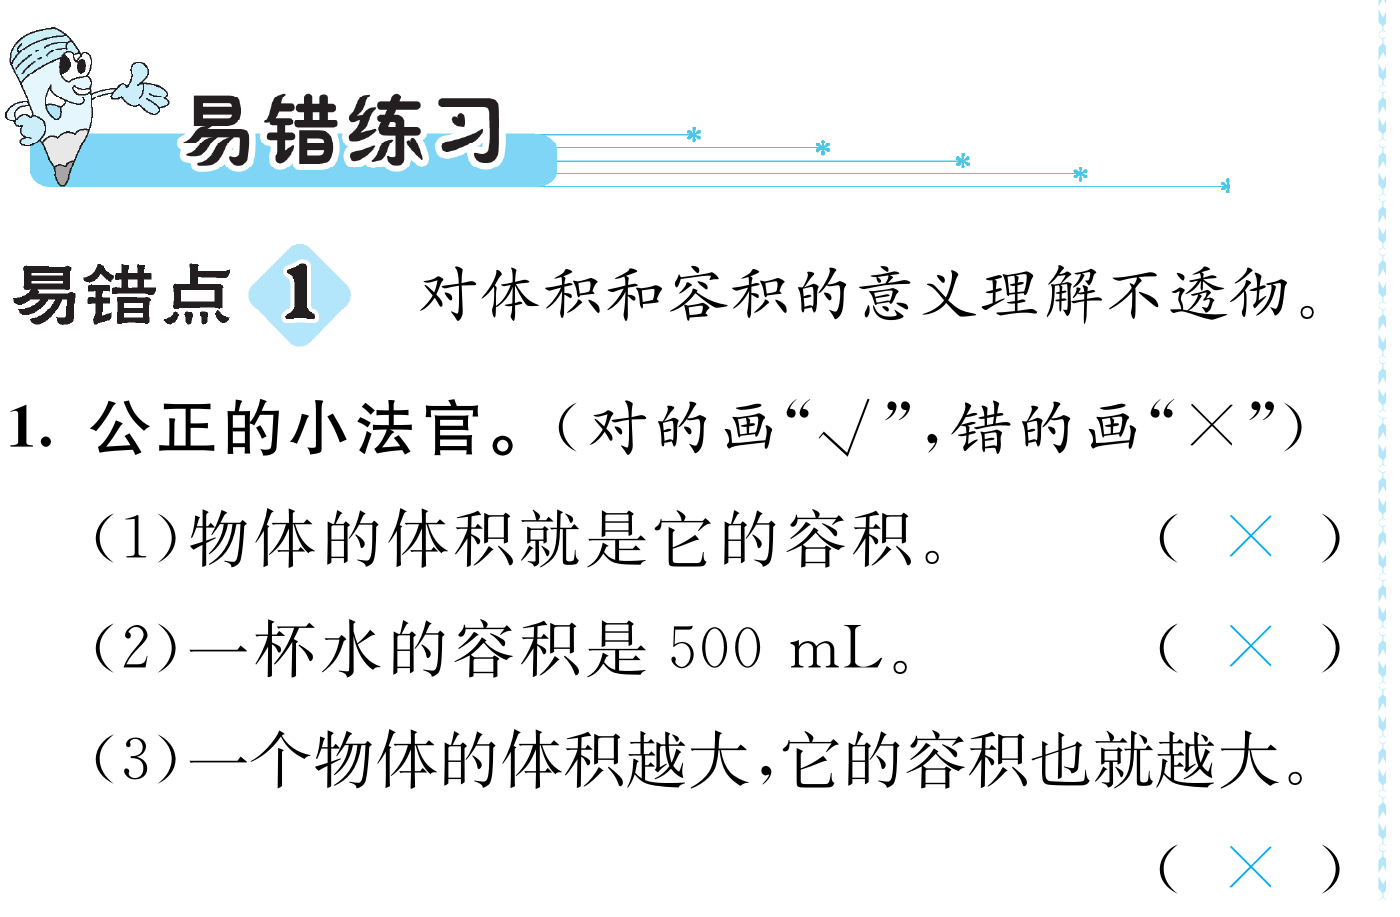 易错练习
易错点 1 对体积和容积的意义理解不透彻。
1. 公正的小法官。(对的画“√”,错的画“×”)
(1)物体的体积就是它的容积。 ( × )
(2)一杯水的容积是 500 mL。 ( × )
(3)一个物体的体积越大,它的容积也就越大。
( × )